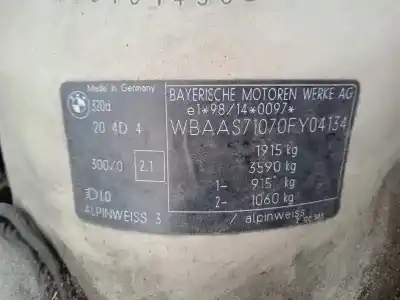 Made in Germany
BAYERISCHE MOTOREN WERKE AG
320d
e1*98/14*0097*
20 4D 4
WBAAS71070FY04134
1915 kg
300/0 2.1
3590 kg
1- 915 kg
LO
2- 1060 kg
ALPINWEISS 3 / alpinweiss